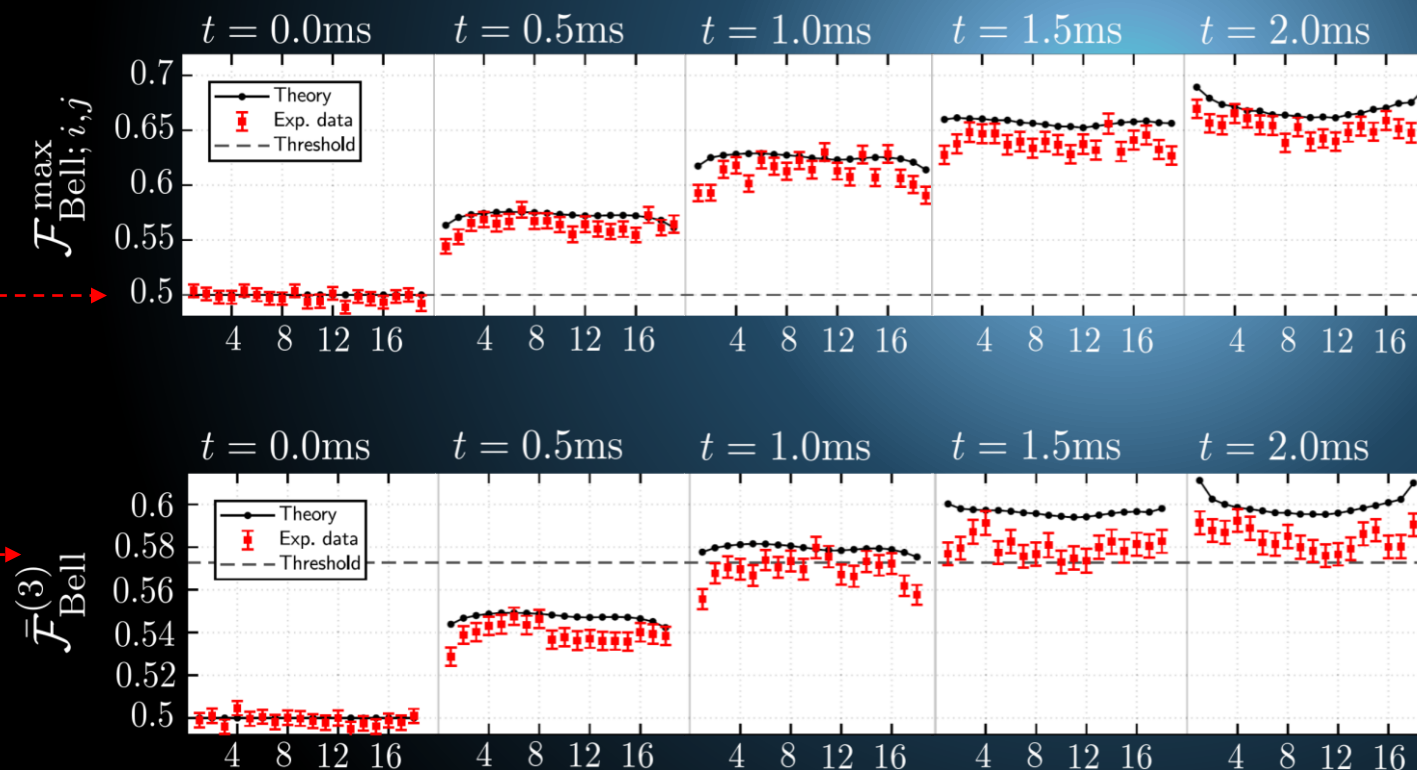 t = 0.0ms t = 0.5ms t = 1.0ms t = 1.5ms t = 2.0ms
ℱ^max_Bell; i,j
0.7
0.65
0.6
0.55
0.5
Theory
Exp. data
Threshold
4 8 12 16 4 8 12 16 4 8 12 16 4 8 12 16 4 8 12 16
t = 0.0ms t = 0.5ms t = 1.0ms t = 1.5ms t = 2.0ms
ℱ̄^(3)_Bell
0.6
0.58
0.56
0.54
0.52
0.5
Theory
Exp. data
Threshold
4 8 12 16 4 8 12 16 4 8 12 16 4 8 12 16 4 8 12 16